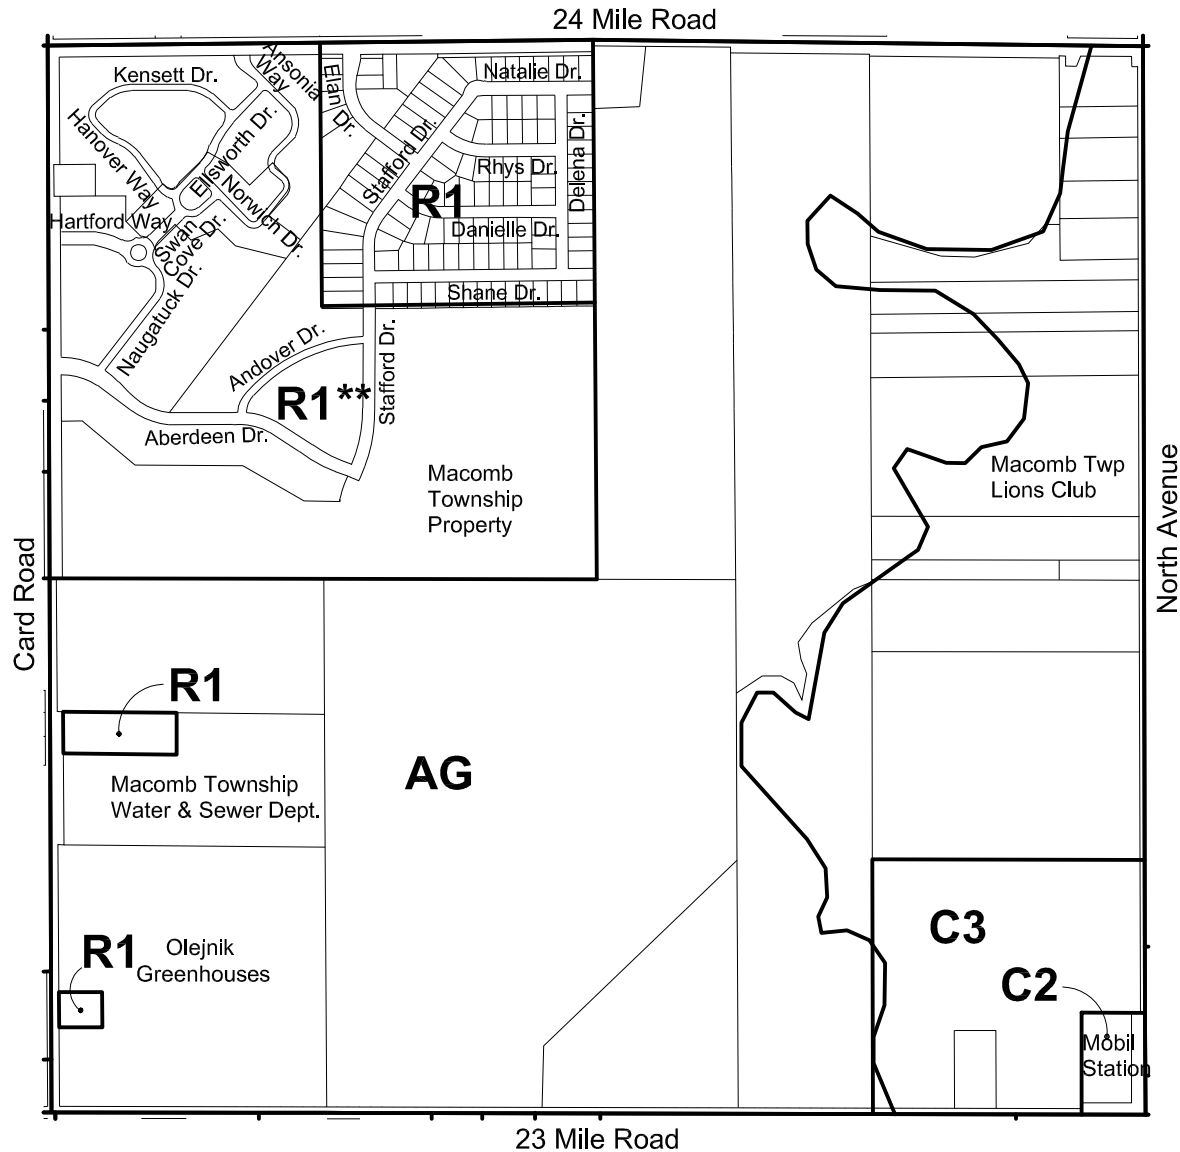 24 Mile Road
Kensett Dr.
Ansonia
Way
Elan Dr.
Natalie Dr.
Hanover Way
Ellsworth Dr.
Stafford Dr.
Delena Dr.
Rhys Dr.
R1
Norwich Dr.
Hartford Way
Swan
Cove Dr.
Danielle Dr.
Naugatuck Dr.
Shane Dr.
Andover Dr.
Stafford Dr.
R1**
Aberdeen Dr.
Macomb
Township
Property
Macomb Twp
Lions Club
North Avenue
Card Road
R1
AG
Macomb Township
Water & Sewer Dept.
R1
Olejnik
Greenhouses
C3
C2
Mobil
Station
23 Mile Road